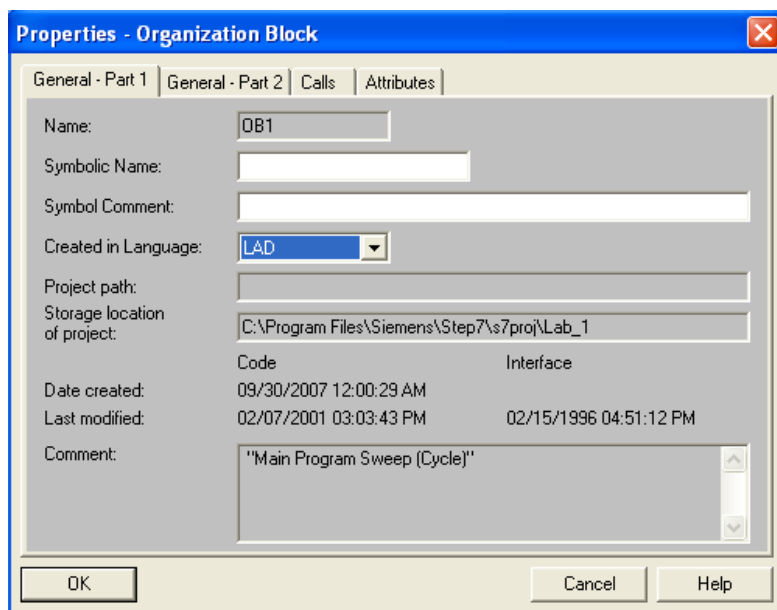 Properties - Organization Block
General - Part 1 General - Part 2 Calls Attributes
Name: OB1
Symbolic Name:
Symbol Comment:
Created in Language: LAD
Project path:
Storage location
of project: C:\Program Files\Siemens\Step7\s7proj\Lab_1
Code Interface
Date created: 09/30/2007 12:00:29 AM
Last modified: 02/07/2001 03:03:43 PM 02/15/1996 04:51:12 PM
Comment: "Main Program Sweep (Cycle)"
OK Cancel Help